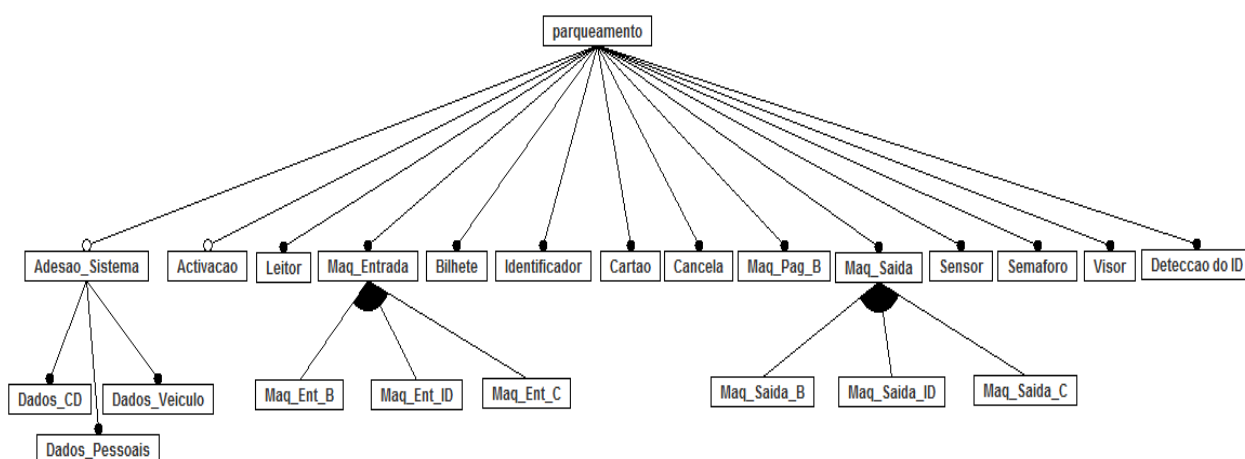 parqueamento
Adesao_Sistema
Activacao
Leitor
Maq_Entrada
Bilhete
Identificador
Cartao
Cancela
Maq_Pag_B
Maq_Saida
Sensor
Semaforo
Visor
Deteccao do ID
Dados_CD
Dados_Veiculo
Dados_Pessoais
Maq_Ent_B
Maq_Ent_ID
Maq_Ent_C
Maq_Saida_B
Maq_Saida_ID
Maq_Saida_C